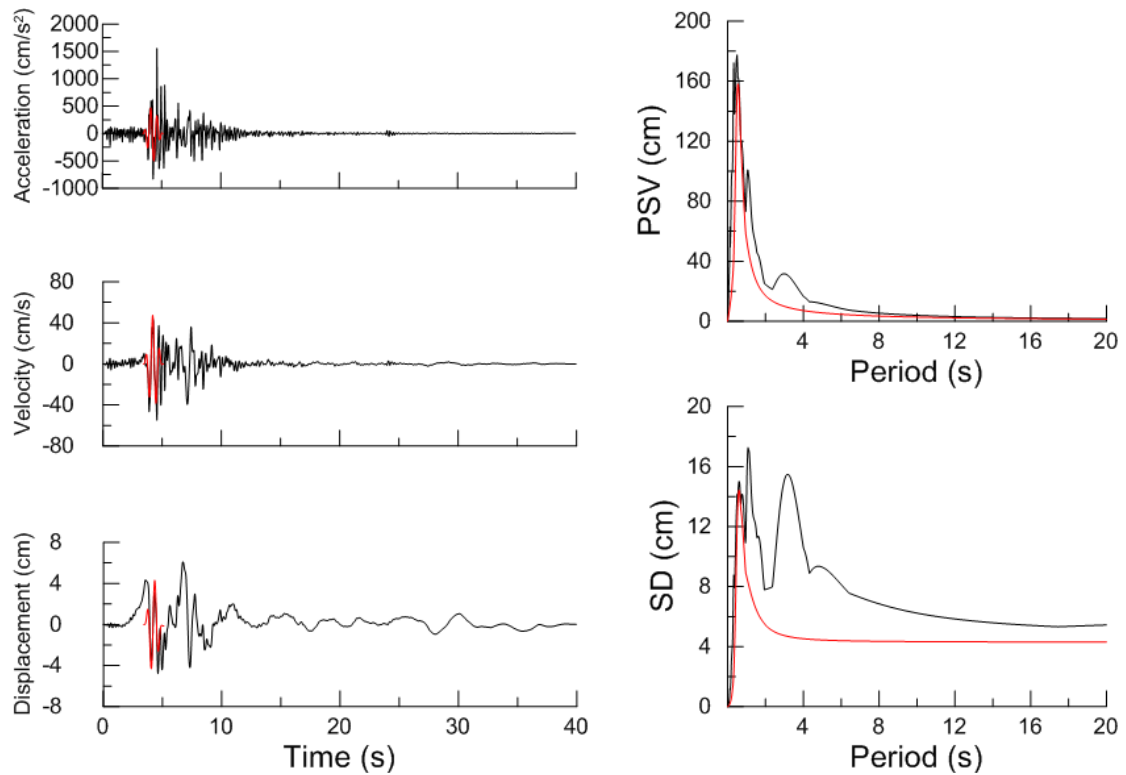 2000
1500
1000
500
0
-500
-1000
Acceleration (cm/s²)
80
40
0
-40
-80
Velocity (cm/s)
8
4
0
-4
-8
Displacement (cm)
0 10 20 30 40
Time (s)
200
160
120
80
40
0
PSV (cm)
4 8 12 16 20
Period (s)
20
16
12
8
4
0
SD (cm)
4 8 12 16 20
Period (s)